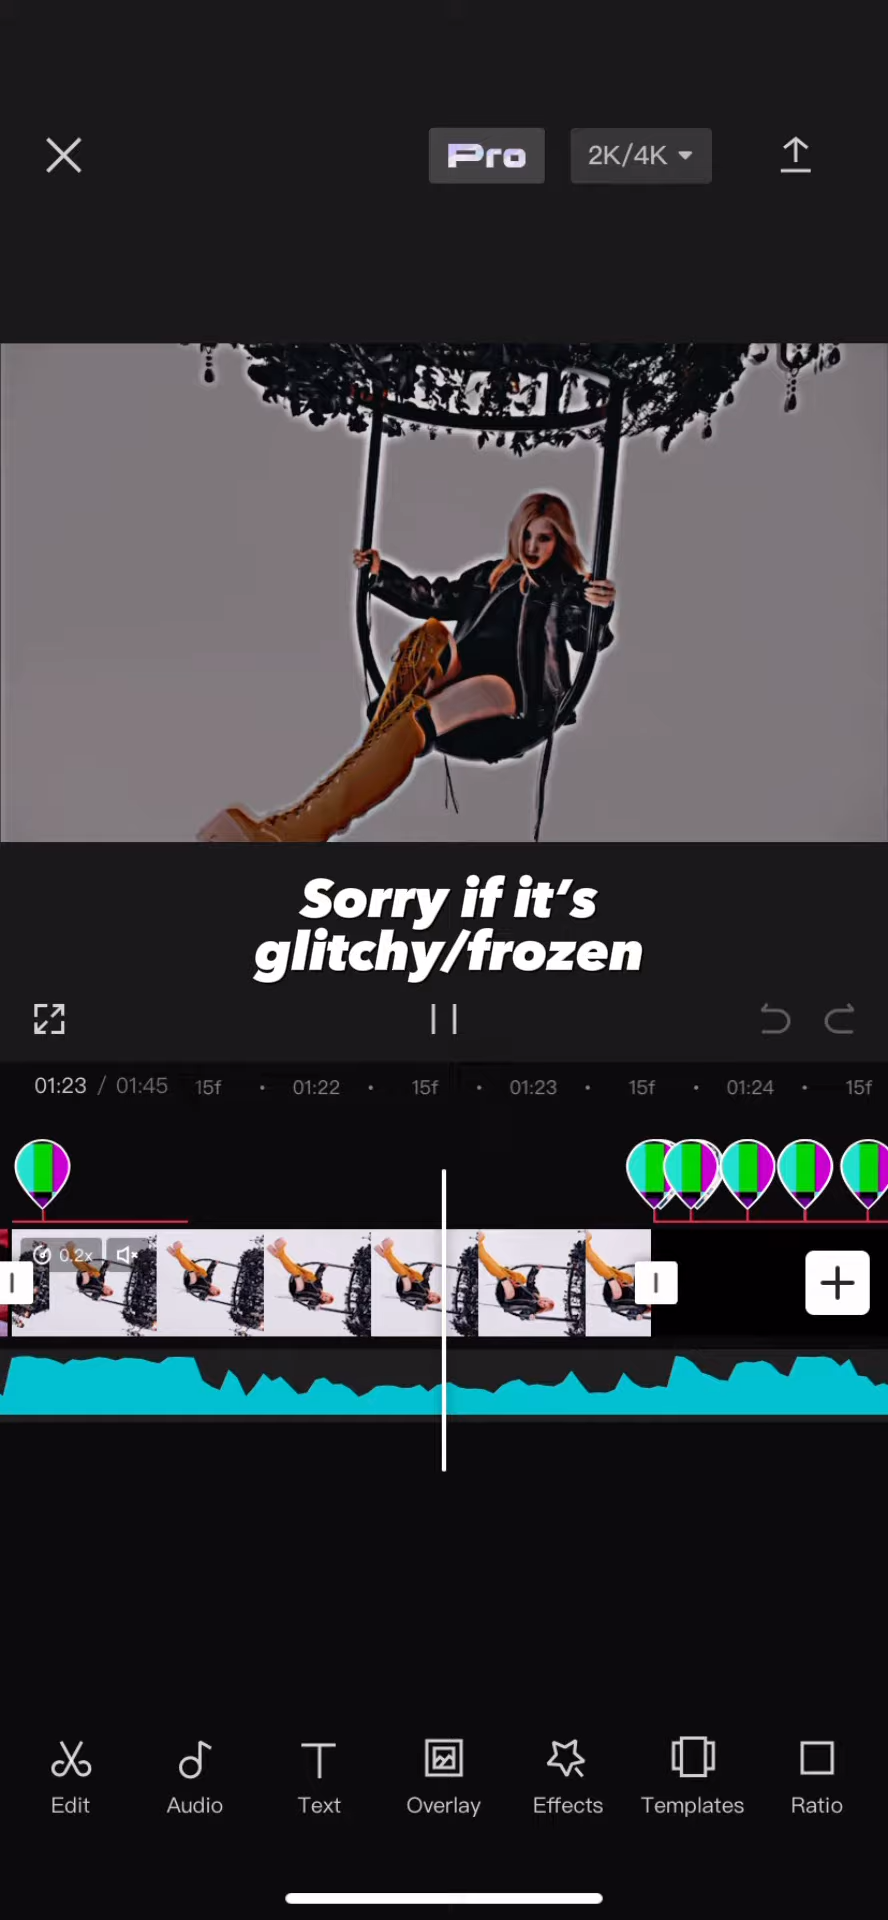 Pro
2K/4K
Sorry if it's
glitchy/frozen
01:23 / 01:45 15f 01:22 15f 01:23 15f 01:24 15f
0.2x
Edit Audio Text Overlay Effects Templates Ratio